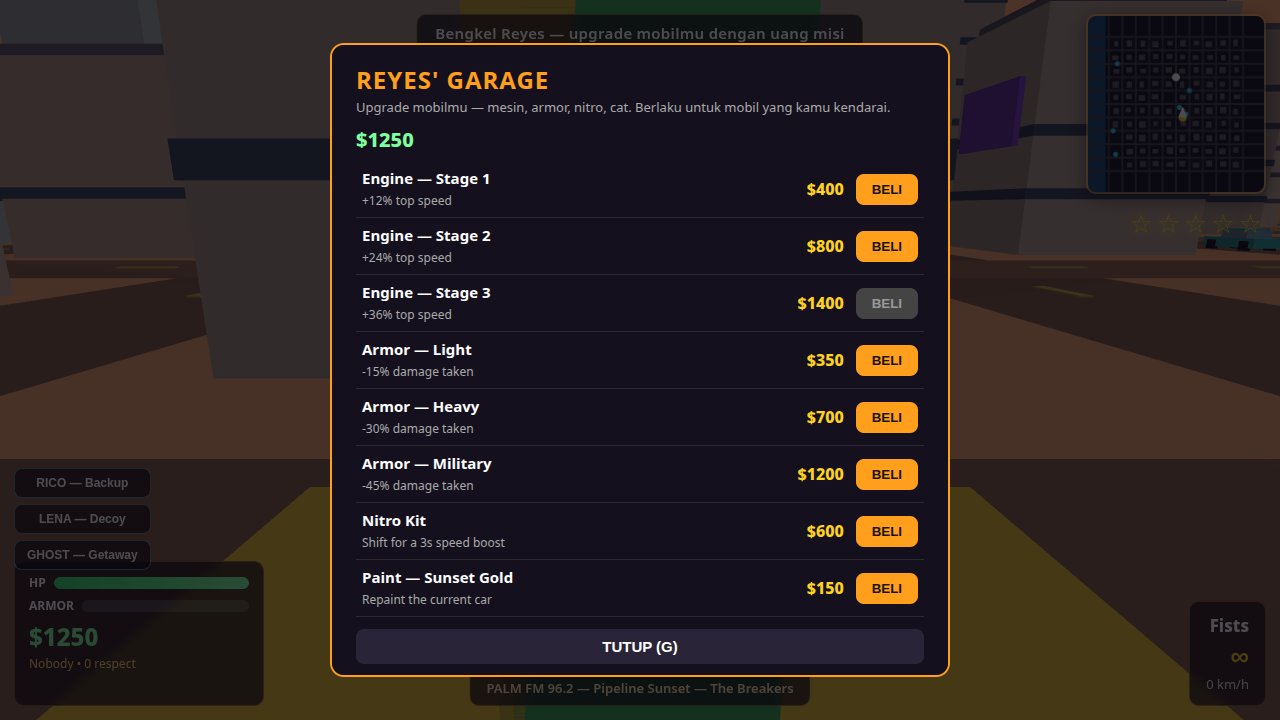 Bengkel Reyes — upgrade mobilmu dengan uang misi
REYES' GARAGE
Upgrade mobilmu — mesin, armor, nitro, cat. Berlaku untuk mobil yang kamu kendarai.
$1250
Engine — Stage 1
+12% top speed
$400
BELI
Engine — Stage 2
+24% top speed
$800
BELI
Engine — Stage 3
+36% top speed
$1400
BELI
Armor — Light
-15% damage taken
$350
BELI
Armor — Heavy
-30% damage taken
$700
BELI
Armor — Military
-45% damage taken
$1200
BELI
Nitro Kit
Shift for a 3s speed boost
$600
BELI
Paint — Sunset Gold
Repaint the current car
$150
BELI
TUTUP (G)
RICO — Backup
LENA — Decoy
GHOST — Getaway
HP
ARMOR
$1250
Nobody • 0 respect
PALM FM 96.2 — Pipeline Sunset — The Breakers
Fists
∞
0 km/h